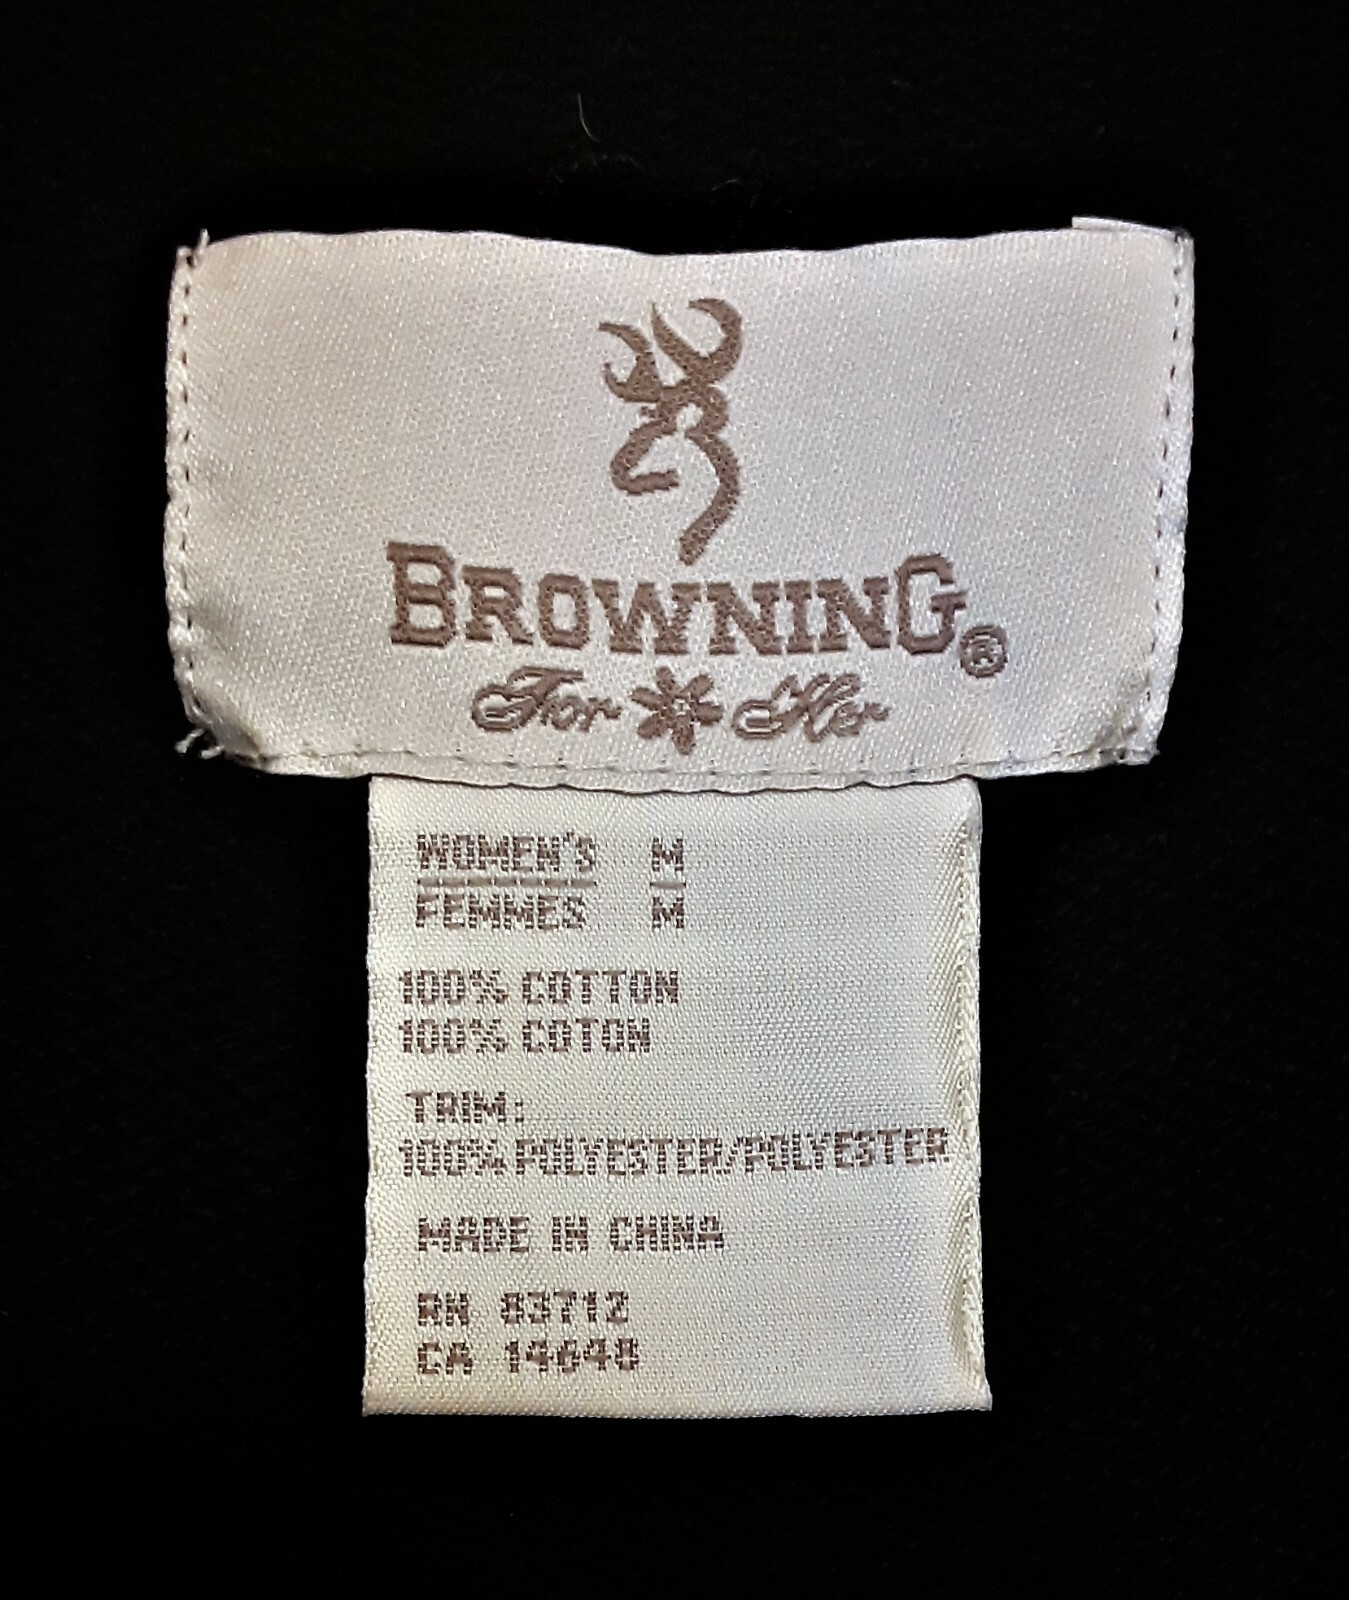 BROWNING®
For Her
WOMEN'S M
FEMMES M
100% COTTON
100% COTON
TRIM:
100% POLYESTER/POLYESTER
MADE IN CHINA
RN 83712
CA 14648